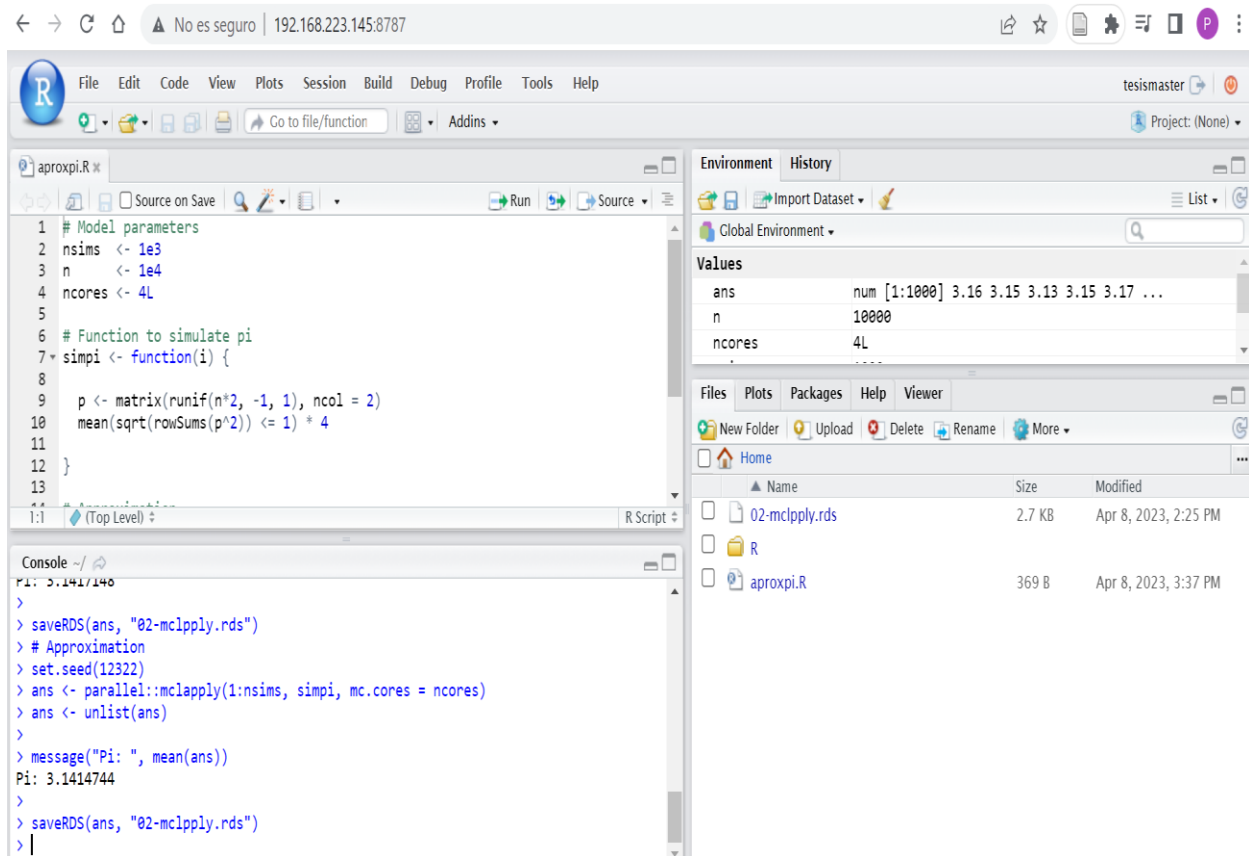 No es seguro | 192.168.223.145:8787
P
R File Edit Code View Plots Session Build Debug Profile Tools Help
tesismaster
Go to file/function
Addins
R Project: (None)
aproxpi.R
Source on Save
Run
Source
1 # Model parameters
2 nsims <- 1e3
3 n <- 1e4
4 ncores <- 4L
5
6 # Function to simulate pi
7 simpi <- function(i) {
8
9 p <- matrix(runif(n*2, -1, 1), ncol = 2)
10 mean(sqrt(rowSums(p^2)) <= 1) * 4
11
12 }
13
1:1 (Top Level) R Script
Console ~/
Pi: 3.1417148
>
> saveRDS(ans, "02-mclpply.rds")
> # Approximation
> set.seed(12322)
> ans <- parallel::mclapply(1:nsims, simpi, mc.cores = ncores)
> ans <- unlist(ans)
>
> message("Pi: ", mean(ans))
Pi: 3.1414744
>
> saveRDS(ans, "02-mclpply.rds")
>
Environment History
Import Dataset
List
Global Environment
Values
ans num [1:1000] 3.16 3.15 3.13 3.15 3.17 ...
n 10000
ncores 4L
Files Plots Packages Help Viewer
New Folder Upload Delete Rename More
Home
...
Name Size Modified
02-mclpply.rds 2.7 KB Apr 8, 2023, 2:25 PM
R
aproxpi.R 369 B Apr 8, 2023, 3:37 PM